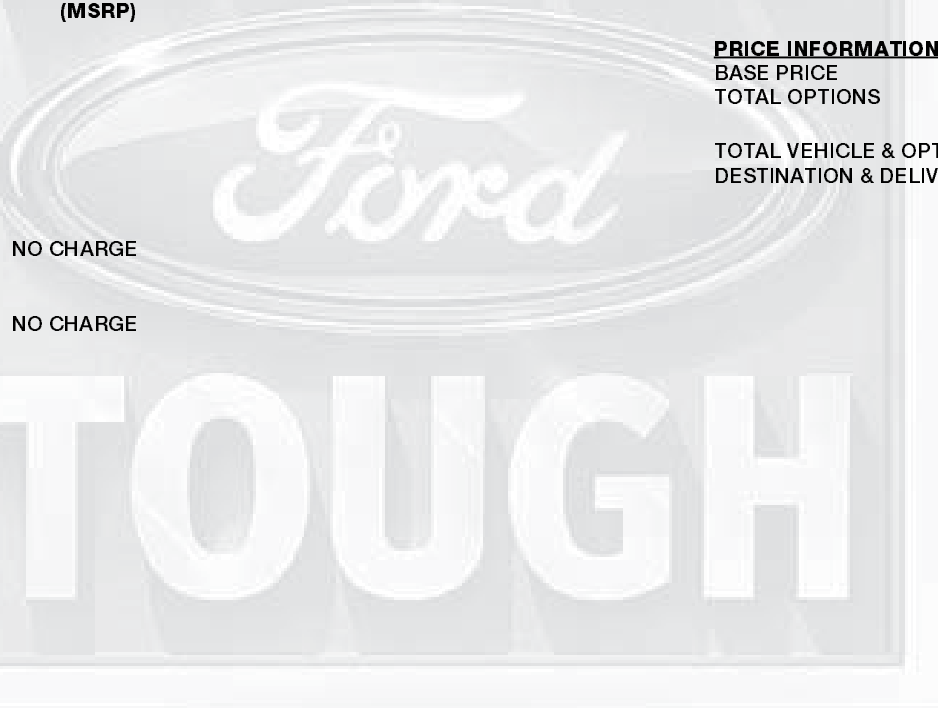 (MSRP)
PRICE INFORMATION
BASE PRICE
TOTAL OPTIONS
TOTAL VEHICLE & OPT
DESTINATION & DELIV
Ford
NO CHARGE
NO CHARGE
TOUGH